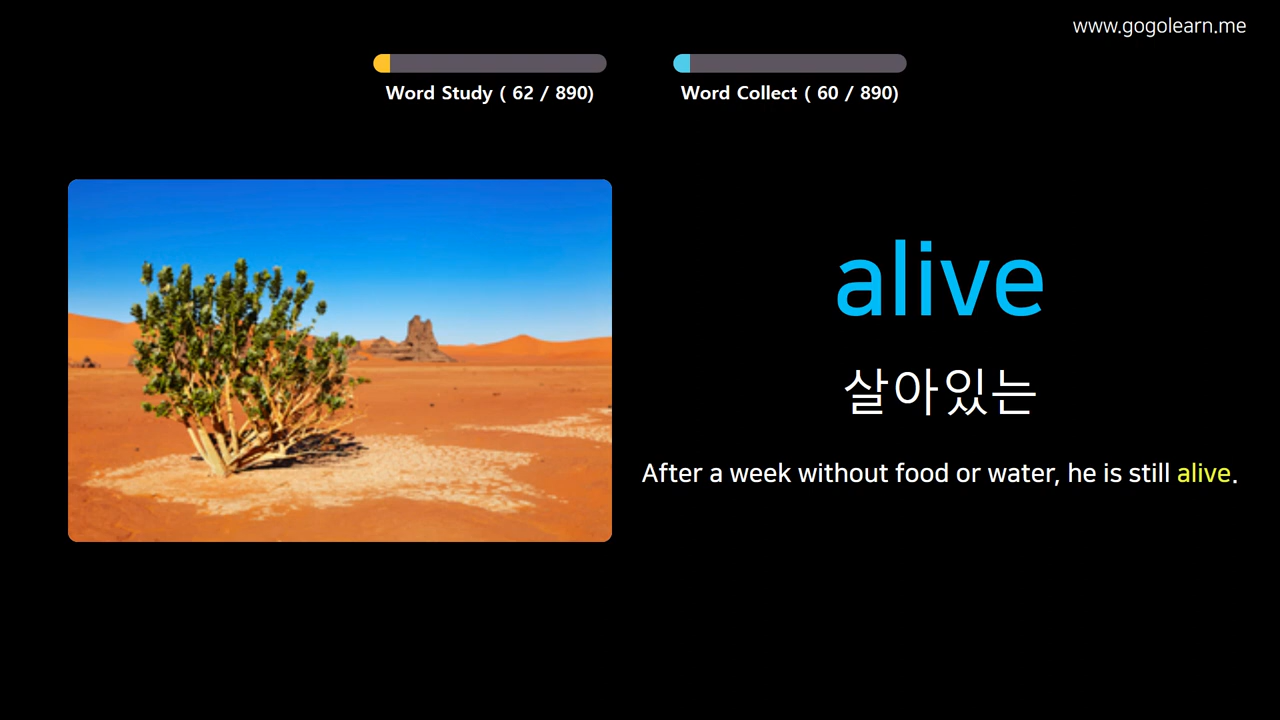 www.gogolearn.me
Word Study ( 62 / 890)
Word Collect ( 60 / 890)
alive
살아있는
After a week without food or water, he is still alive.